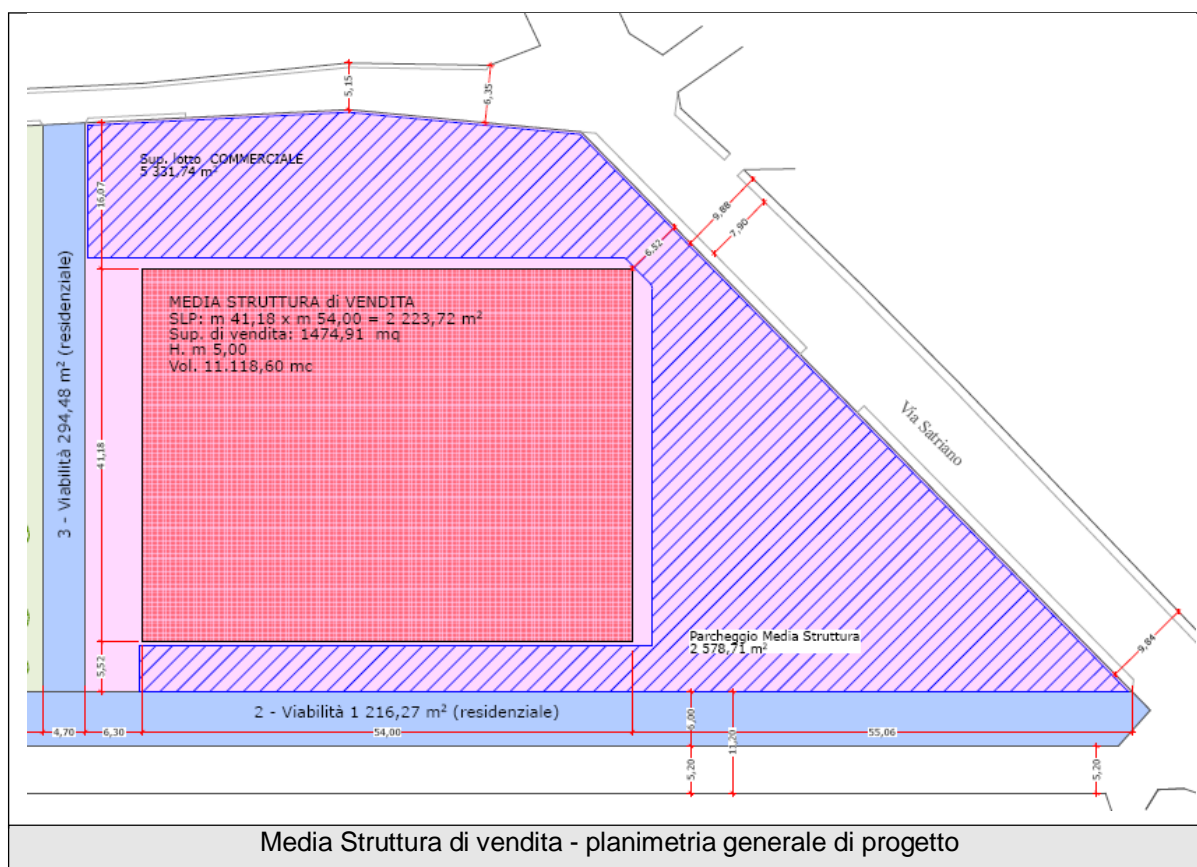 5,15
6,35
Sup. lotto COMMERCIALE
5 331,74 m²
16,07
9,88
7,90
6,52
MEDIA STRUTTURA di VENDITA
SLP: m 41,18 x m 54,00 = 2 223,72 m²
Sup. di vendita: 1474,91 mq
H. m 5,00
Vol. 11.118,60 mc
3 - Viabilità 294,48 m² (residenziale)
41,18
Via Satriano
Parcheggio Media Struttura
2 578,71 m²
9,84
5,52
2 - Viabilità 1 216,27 m² (residenziale)
6,00
4,70
6,30
54,00
55,06
11,20
5,20
5,20
Media Struttura di vendita - planimetria generale di progetto